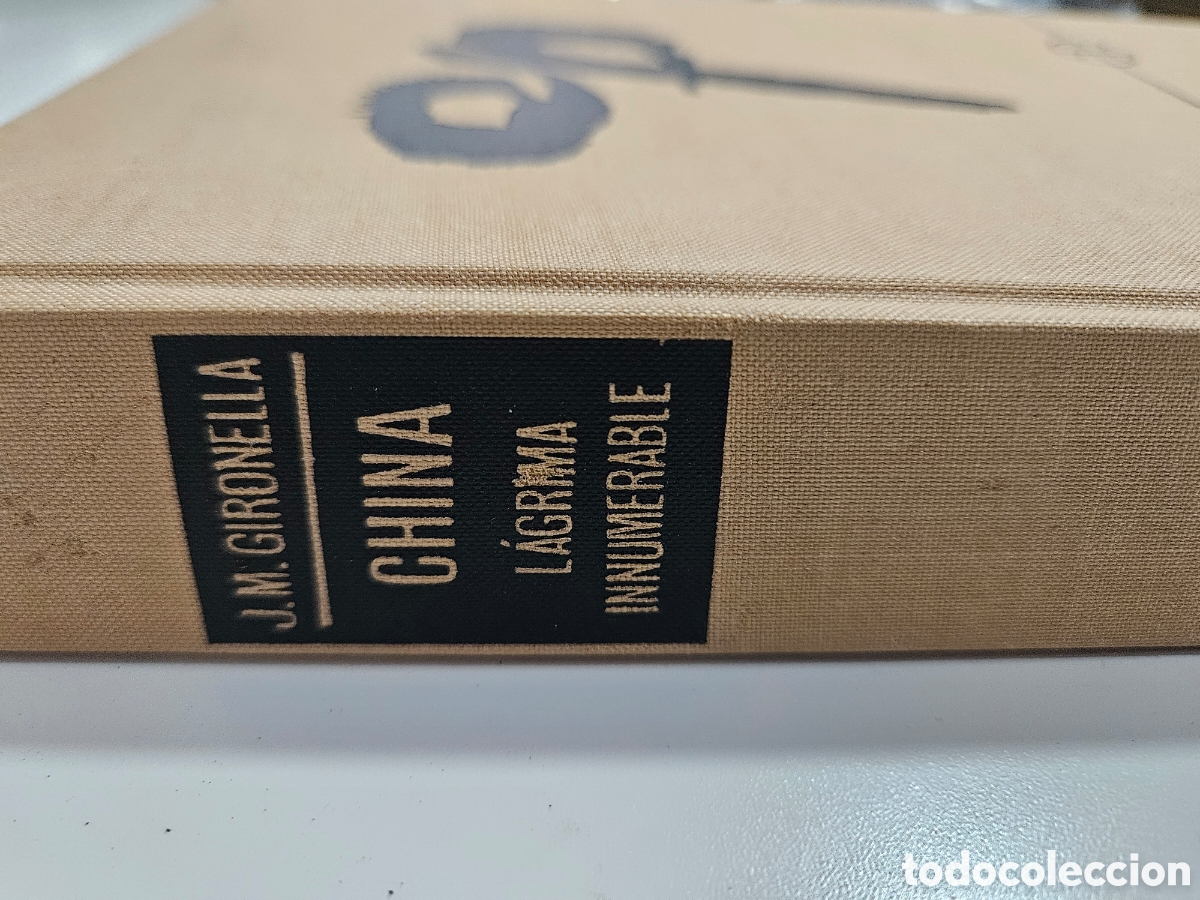 J.M. GIRONELLA
CHINA
LÁGRIMA
INNUMERABLE
todocoleccion